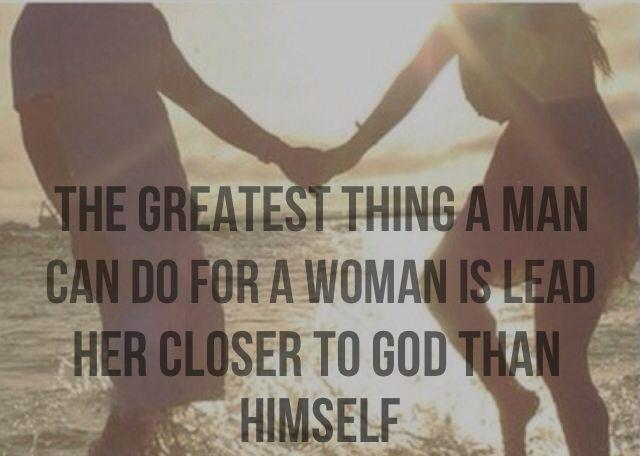 THE GREATEST THING A MAN
CAN DO FOR A WOMAN IS LEAD
HER CLOSER TO GOD THAN
HIMSELF